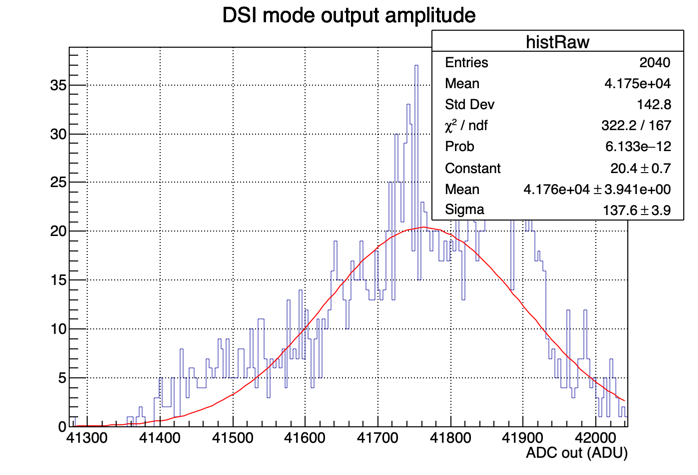 DSI mode output amplitude
histRaw
Entries 2040
Mean 4.175e+04
Std Dev 142.8
χ² / ndf 322.2 / 167
Prob 6.133e−12
Constant 20.4 ± 0.7
Mean 4.176e+04 ± 3.941e+00
Sigma 137.6 ± 3.9
35
30
25
20
15
10
5
0
41300 41400 41500 41600 41700 41800 41900 42000
ADC out (ADU)